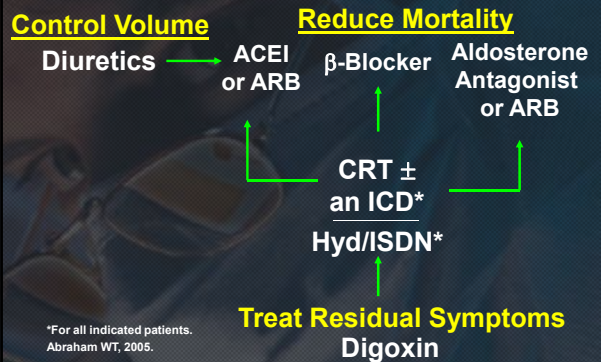 Control Volume
Reduce Mortality
Diuretics
ACEI
or ARB
β-Blocker
Aldosterone
Antagonist
or ARB
CRT ±
an ICD*
Hyd/ISDN*
Treat Residual Symptoms
Digoxin
*For all indicated patients.
Abraham WT, 2005.